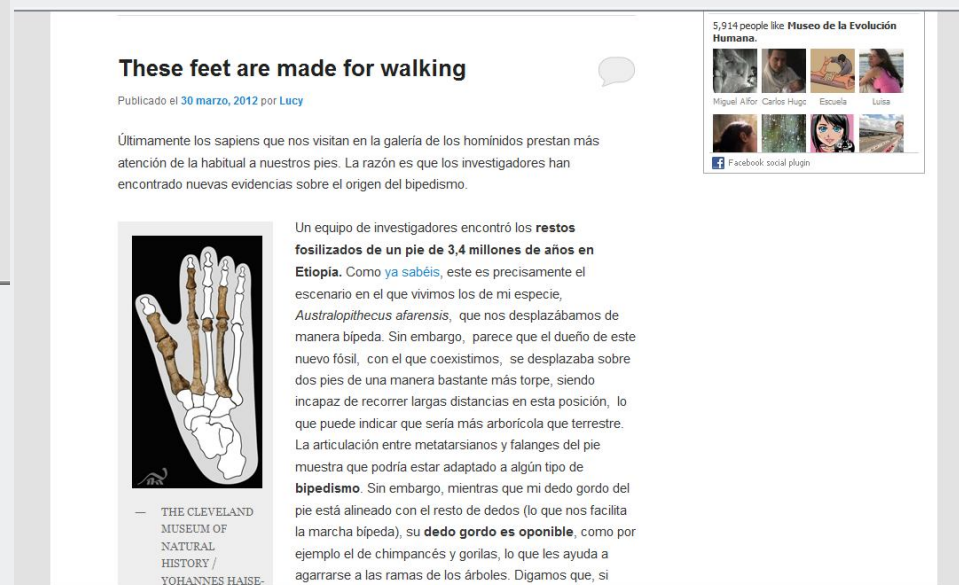 These feet are made for walking
Publicado el 30 marzo, 2012 por Lucy
Últimamente los sapiens que nos visitan en la galería de los homínidos prestan más
atención de la habitual a nuestros pies. La razón es que los investigadores han
encontrado nuevas evidencias sobre el origen del bipedismo.
Un equipo de investigadores encontró los restos
fosilizados de un pie de 3,4 millones de años en
Etiopía. Como ya sabéis, este es precisamente el
escenario en el que vivimos los de mi especie,
Australopithecus afarensis, que nos desplazábamos de
manera bípeda. Sin embargo, parece que el dueño de este
nuevo fósil, con el que coexistimos, se desplazaba sobre
dos pies de una manera bastante más torpe, siendo
incapaz de recorrer largas distancias en esta posición, lo
que puede indicar que sería más arborícola que terrestre.
La articulación entre metatarsianos y falanges del pie
muestra que podría estar adaptado a algún tipo de
bipedismo. Sin embargo, mientras que mi dedo gordo del
pie está alineado con el resto de dedos (lo que nos facilita
la marcha bípeda), su dedo gordo es oponible, como por
ejemplo el de chimpancés y gorilas, lo que les ayuda a
agarrarse a las ramas de los árboles. Digamos que, si
— THE CLEVELAND
MUSEUM OF
NATURAL
HISTORY /
YOHANNES HAISE-
5,914 people like Museo de la Evolución
Humana.
Miguel Alfor Carlos Hugc Escuela Luisa
Facebook social plugin